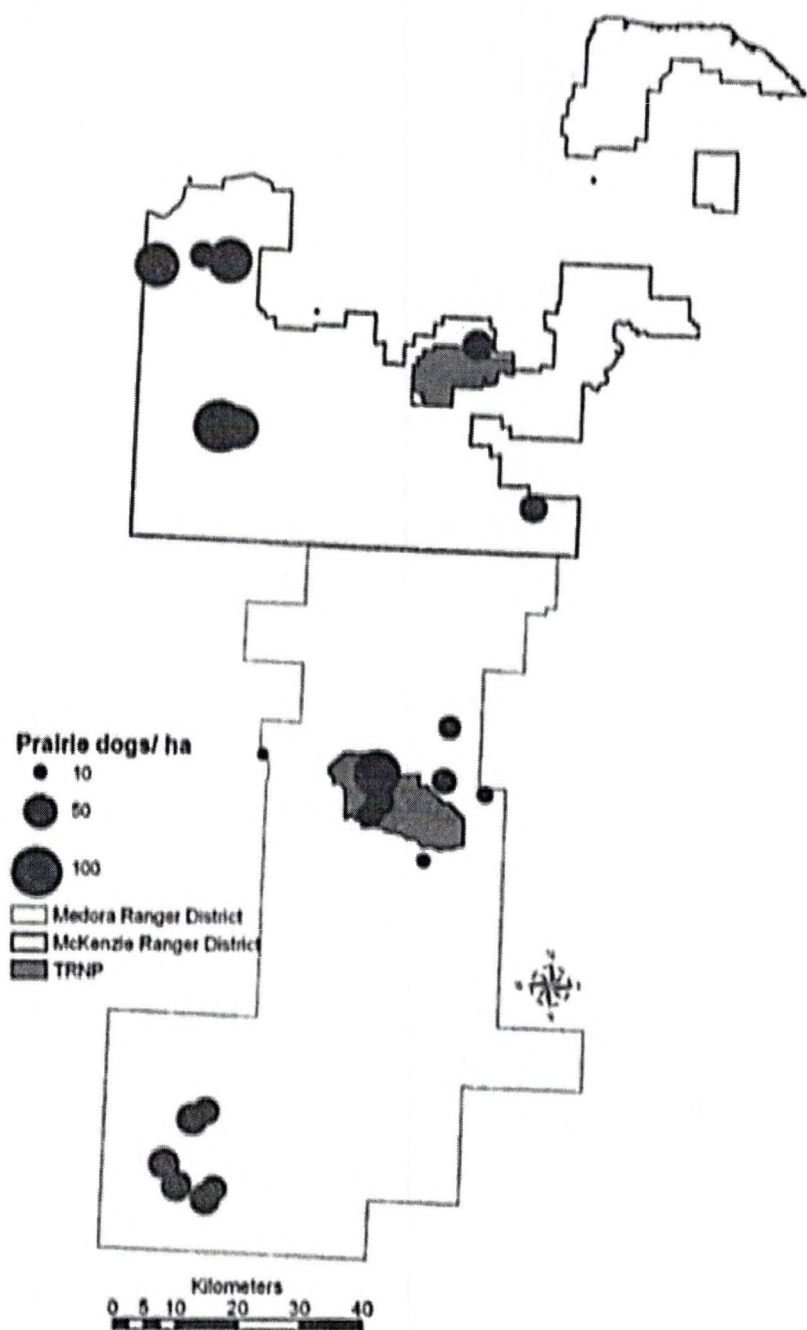 Prairie dogs/ ha
10
50
100
Medora Ranger District
McKenzie Ranger District
TRNP
Kilometers
0 5 10 20 30 40